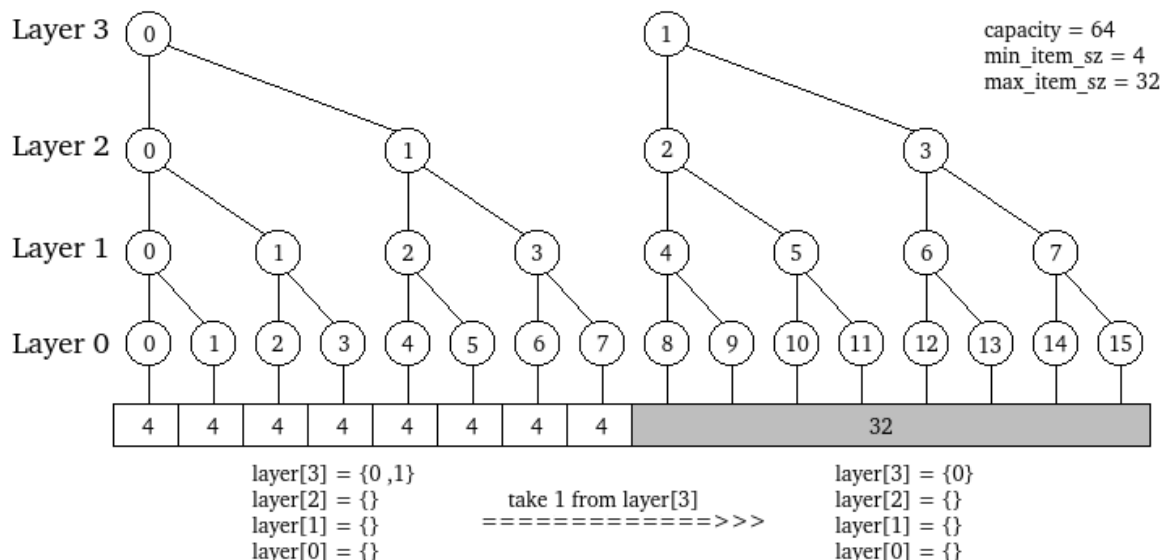 Layer 3 0 1 capacity = 64
min_item_sz = 4
max_item_sz = 32
Layer 2 0 1 2 3
Layer 1 0 1 2 3 4 5 6 7
Layer 0 0 1 2 3 4 5 6 7 8 9 10 11 12 13 14 15
4 4 4 4 4 4 4 4 32
layer[3] = {0 ,1} layer[3] = {0}
layer[2] = {} take 1 from layer[3] layer[2] = {}
layer[1] = {} =============>>> layer[1] = {}
layer[0] = {} layer[0] = {}